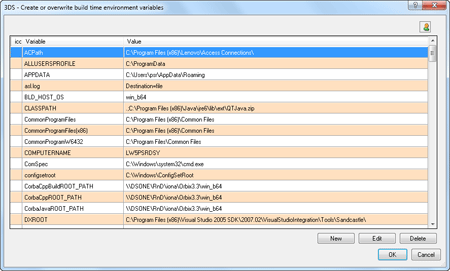 3DS - Create or overwrite build time environment variables
icc Variable Value
ACPath C:\Program Files (x86)\Lenovo\Access Connections\
ALLUSERSPROFILE C:\ProgramData
APPDATA C:\Users\psr\AppData\Roaming
asl.log Destination=file
BLD_HOST_OS win_b64
CLASSPATH .;C:\Program Files (x86)\Java\jre6\lib\ext\QTJava.zip
CommonProgramFiles C:\Program Files (x86)\Common Files
CommonProgramFiles(x86) C:\Program Files (x86)\Common Files
CommonProgramW6432 C:\Program Files\Common Files
COMPUTERNAME LW5PSRDSY
ComSpec C:\Windows\system32\cmd.exe
configsetroot C:\Windows\ConfigSetRoot
CorbaCppBuildROOT_PATH \\DSONE\RnD\iona\Orbix3.3\win_b64
CorbaCppROOT_PATH \\DSONE\RnD\iona\Orbix3.3\win_b64
CorbaJavaROOT_PATH \\DSONE\RnD\iona\Orbix3.3\win_b64
DXROOT C:\Program Files (x86)\Visual Studio 2005 SDK\2007.02\VisualStudioIntegration\Tools\Sandcastle\
New Edit Delete
OK Cancel